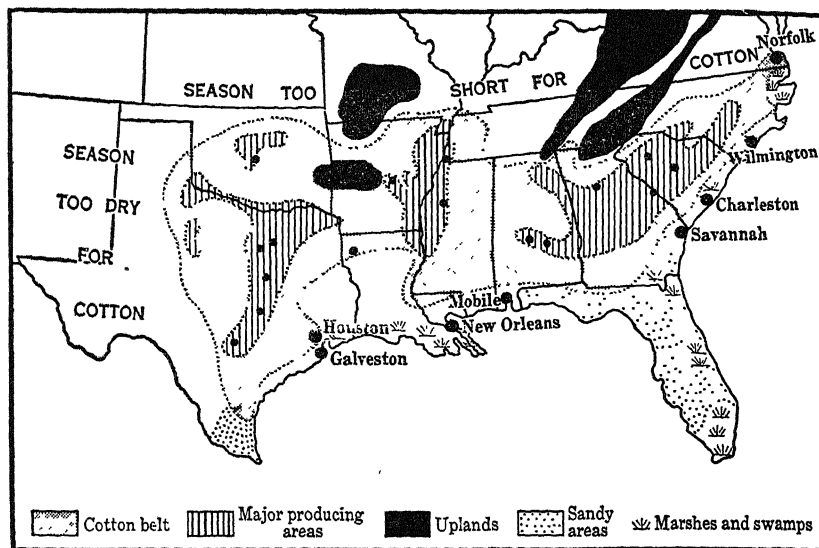 SEASON TOO SHORT FOR COTTON
Norfolk
SEASON
TOO DRY
FOR
COTTON
Wilmington
Charleston
Savannah
Mobile
New Orleans
Houston
Galveston
Cotton belt
Major producing
areas
Uplands
Sandy
areas
Marshes and swamps